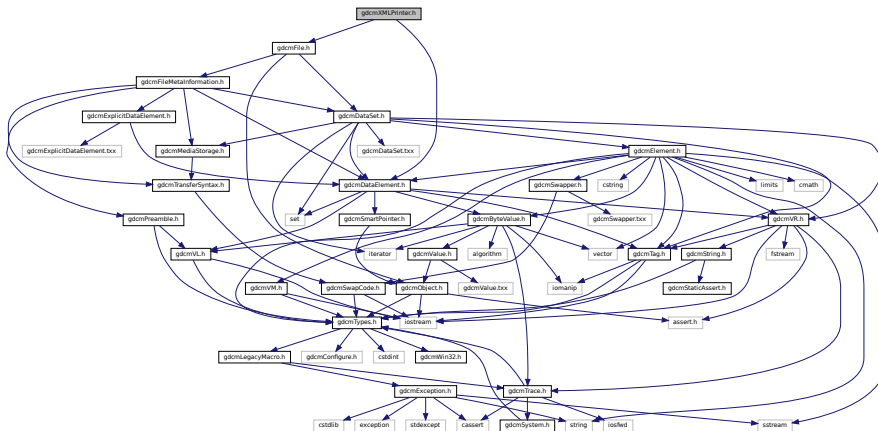 gdcmXMLPrinter.h
gdcmFile.h
gdcmFileMetaInformation.h
gdcmExplicitDataElement.h
gdcmDataSet.h
gdcmExplicitDataElement.txx
gdcmMediaStorage.h
gdcmDataSet.txx
gdcmElement.h
gdcmTransferSyntax.h
gdcmDataElement.h
gdcmSwapper.h
cstring
limits
cmath
gdcmPreamble.h
set
gdcmSmartPointer.h
gdcmByteValue.h
gdcmSwapper.txx
gdcmVR.h
gdcmVL.h
iterator
gdcmValue.h
algorithm
vector
gdcmTag.h
gdcmString.h
fstream
gdcmVM.h
gdcmSwapCode.h
gdcmObject.h
gdcmValue.txx
iomanip
gdcmStaticAssert.h
gdcmTypes.h
iostream
assert.h
gdcmLegacyMacro.h
gdcmConfigure.h
cstdint
gdcmWin32.h
gdcmException.h
gdcmTrace.h
cstdlib
exception
stdexcept
cassert
gdcmSystem.h
string
iosfwd
sstream